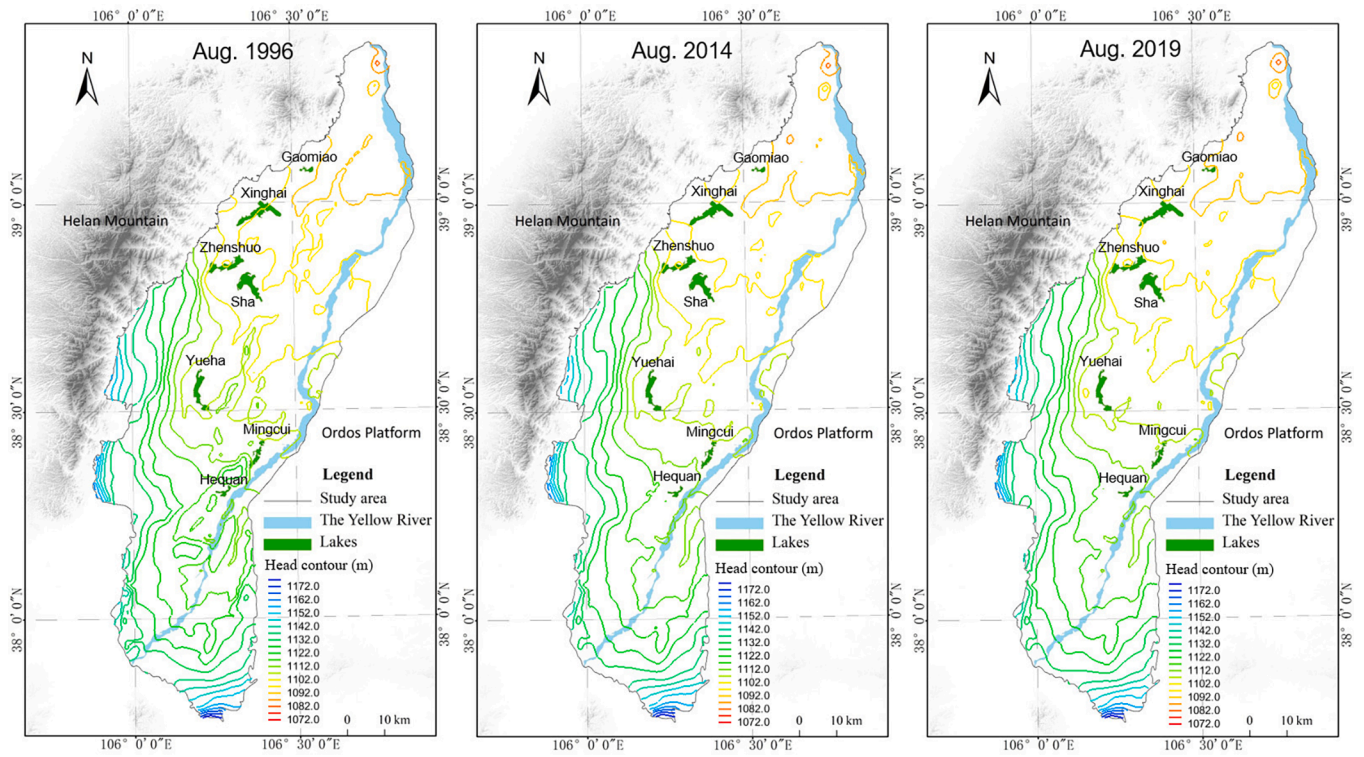 106° 0′ 0″E 106° 30′0″E
Aug. 1996
N
Gaomiao
Xinghai
39° 0′ 0″N
Helan Mountain
Zhenshuo
Sha
Yueha
38° 30′ 0″N
Mingcui
Ordos Platform
Hequan
Legend
Study area
The Yellow River
Lakes
Head contour (m)
1172.0
1162.0
1152.0
1142.0
1132.0
1122.0
1112.0
1102.0
1092.0
1082.0
1072.0
38° 0′ 0″N
0 10 km
106° 0′ 0″E 106° 30′ 0″E
106° 0′ 0″E 106° 30′0″E
Aug. 2014
N
Gaomiao
Xinghai
39° 0′ 0″N
Helan Mountain
Zhenshuo
Sha
Yuehai
38° 30′ 0″N
Mingcui
Ordos Platform
Hequan
Legend
Study area
The Yellow River
Lakes
Head contour (m)
1172.0
1162.0
1152.0
1142.0
1132.0
1122.0
1112.0
1102.0
1092.0
1082.0
1072.0
38° 0′ 0″N
0 10 km
106° 0′ 0″E 106° 30′ 0″E
106° 0′ 0″E 106° 30′0″E
Aug. 2019
N
Gaomiao
Xinghai
39° 0′ 0″N
Helan Mountain
Zhenshuo
Sha
Yuehai
38° 30′ 0″N
Mingcui
Ordos Platform
Hequan
Legend
Study area
The Yellow River
Lakes
Head contour (m)
1172.0
1162.0
1152.0
1142.0
1132.0
1122.0
1112.0
1102.0
1092.0
1082.0
1072.0
38° 0′ 0″N
0 10 km
106° 0′ 0″E 106° 30′ 0″E
39° 0′ 0″N
38° 30′ 0″N
38° 0′ 0″N